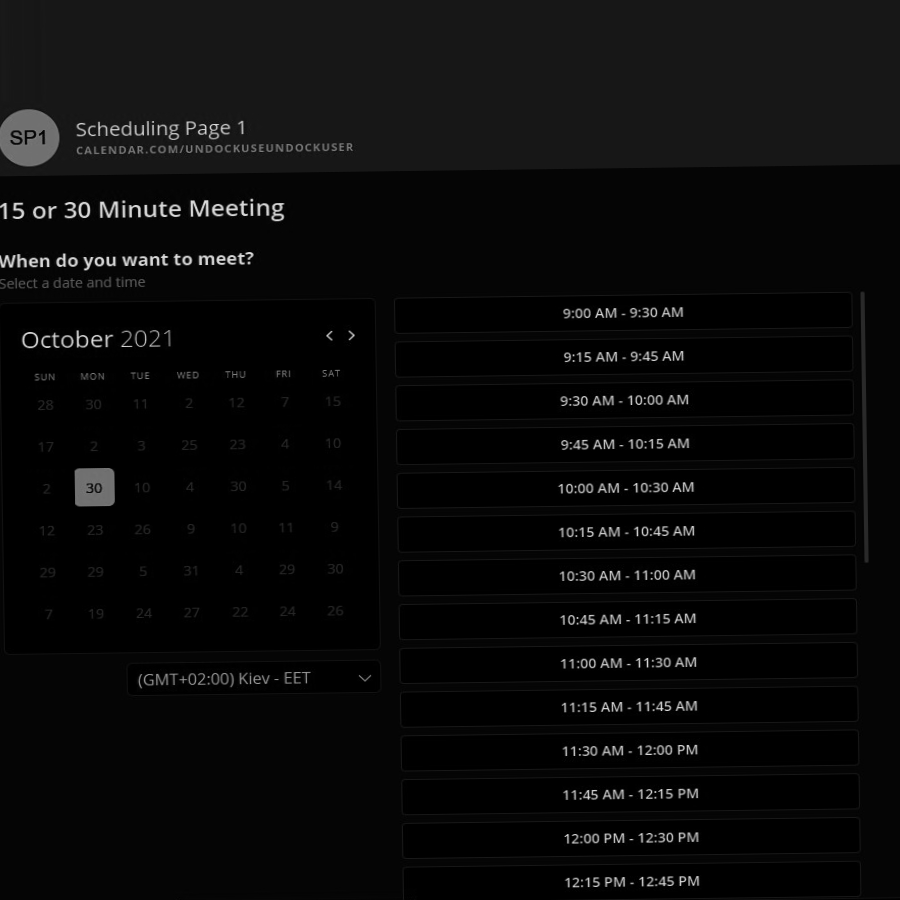 SP1
Scheduling Page 1
CALENDAR.COM/UNDOCKUSEUNDOCKUSER
15 or 30 Minute Meeting
When do you want to meet?
Select a date and time
October 2021
SUN MON TUE WED THU FRI SAT
28 30 11 2 12 7 15
17 2 3 25 23 4 10
2 30 10 4 30 5 14
12 23 26 9 10 11 9
29 29 5 31 4 29 30
7 19 24 27 22 24 26
(GMT+02:00) Kiev - EET
9:00 AM - 9:30 AM
9:15 AM - 9:45 AM
9:30 AM - 10:00 AM
9:45 AM - 10:15 AM
10:00 AM - 10:30 AM
10:15 AM - 10:45 AM
10:30 AM - 11:00 AM
10:45 AM - 11:15 AM
11:00 AM - 11:30 AM
11:15 AM - 11:45 AM
11:30 AM - 12:00 PM
11:45 AM - 12:15 PM
12:00 PM - 12:30 PM
12:15 PM - 12:45 PM